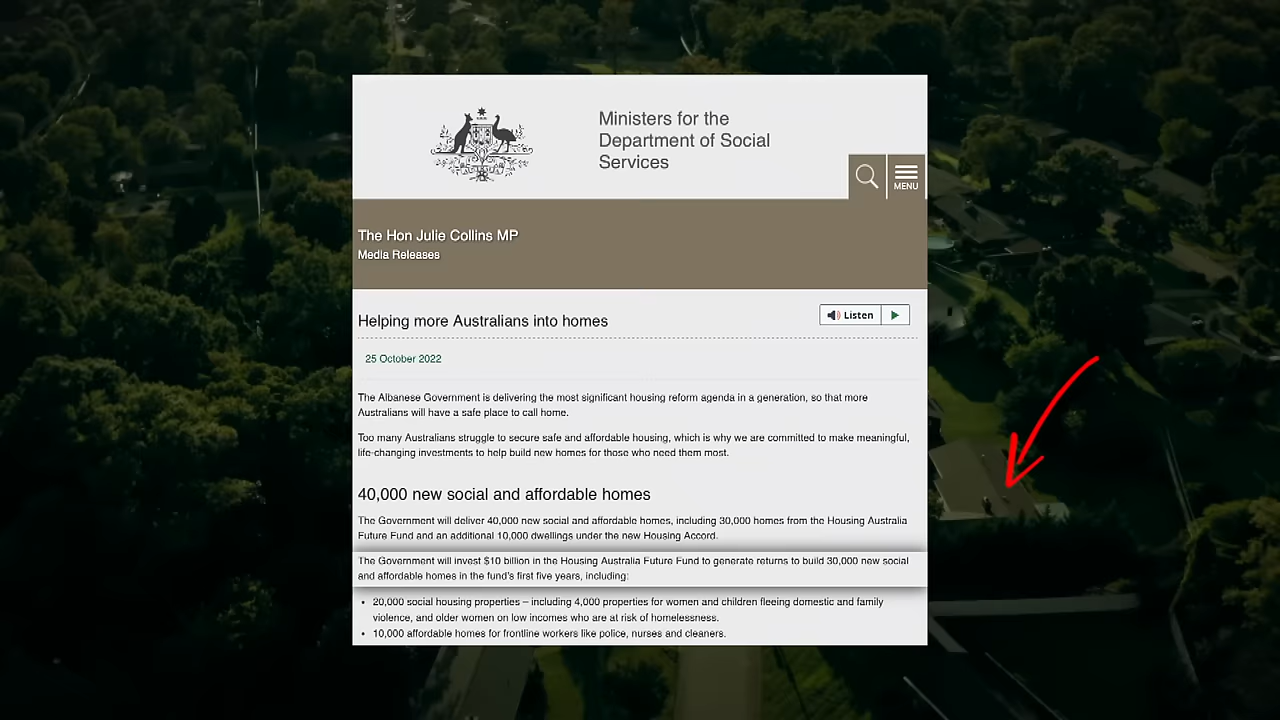 Ministers for the
Department of Social
Services
MENU
The Hon Julie Collins MP
Media Releases
Helping more Australians into homes
Listen
25 October 2022
The Albanese Government is delivering the most significant housing reform agenda in a generation, so that more
Australians will have a safe place to call home.
Too many Australians struggle to secure safe and affordable housing, which is why we are committed to make meaningful,
life-changing investments to help build new homes for those who need them most.
40,000 new social and affordable homes
The Government will deliver 40,000 new social and affordable homes, including 30,000 homes from the Housing Australia
Future Fund and an additional 10,000 dwellings under the new Housing Accord.
The Government will invest $10 billion in the Housing Australia Future Fund to generate returns to build 30,000 new social
and affordable homes in the fund's first five years, including:
• 20,000 social housing properties – including 4,000 properties for women and children fleeing domestic and family
violence, and older women on low incomes who are at risk of homelessness.
• 10,000 affordable homes for frontline workers like police, nurses and cleaners.